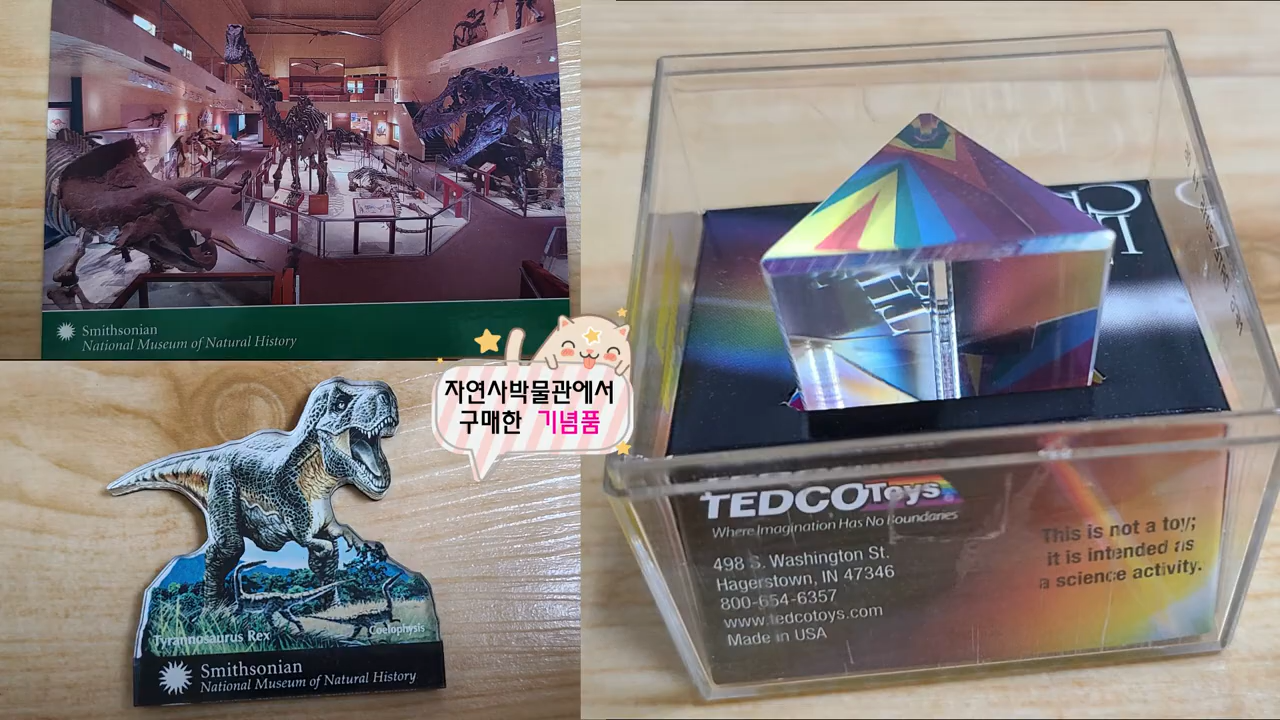 Smithsonian
National Museum of Natural History
자연사박물관에서
구매한 기념품
Tyrannosaurus Rex
Coelophysis
Smithsonian
National Museum of Natural History
TEDCO Toys
Where Imagination Has No Boundaries
498 S. Washington St.
Hagerstown, IN 47346
800-654-6357
www.tedcotoys.com
Made in USA
This is not a toy;
it is intended as
a science activity.